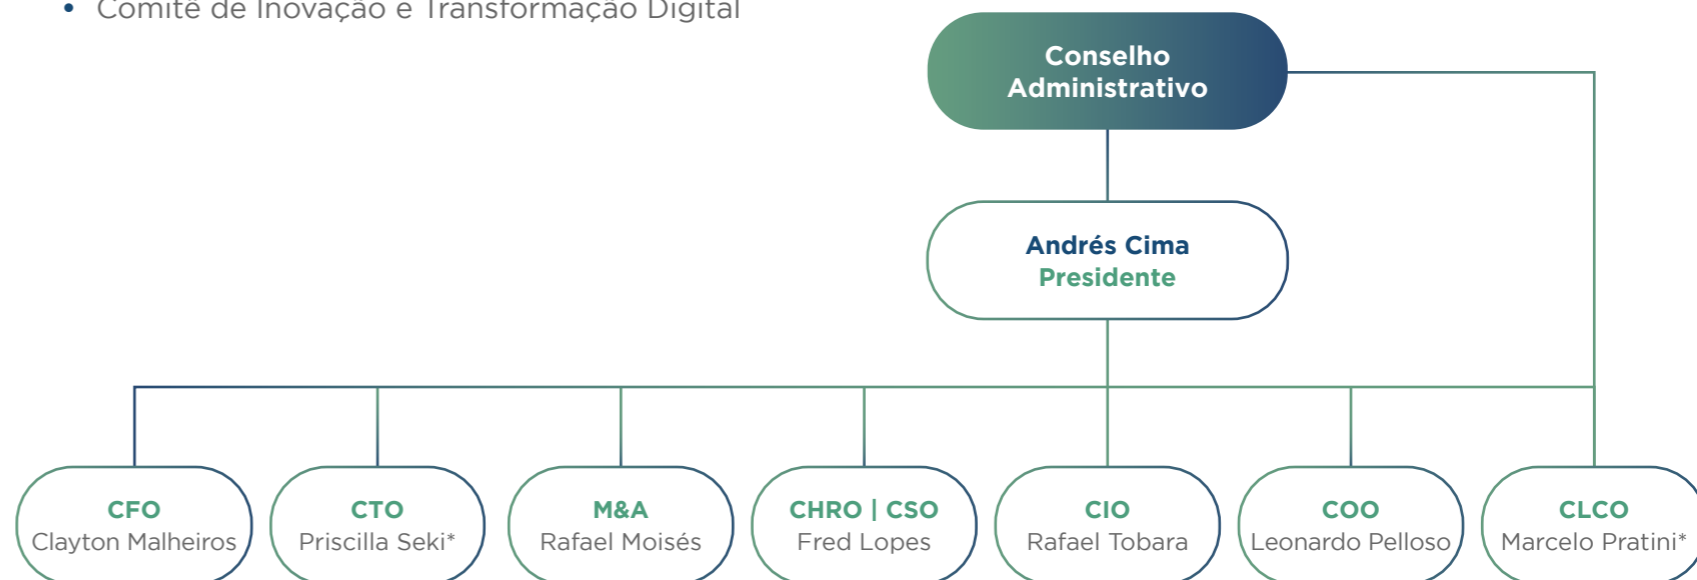 • Comitê de Inovação e Transformação Digital
Conselho
Administrativo
Andrés Cima
Presidente
CFO
Clayton Malheiros
CTO
Priscilla Seki*
M&A
Rafael Moisés
CHRO | CSO
Fred Lopes
CIO
Rafael Tobara
COO
Leonardo Pelloso
CLCO
Marcelo Pratini*